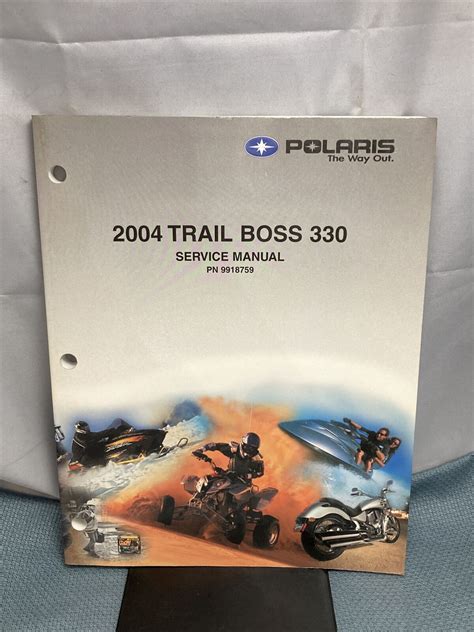 POLARIS
The Way Out.
2004 TRAIL BOSS 330
SERVICE MANUAL
PN 9918759